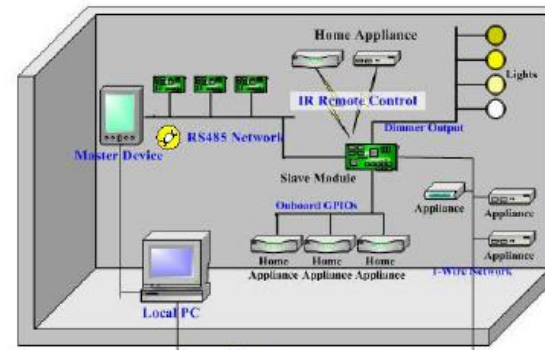 Home Appliance
Lights
IR Remote Control
RS485 Network
Dimmer Output
Master Device
Slave Module
Onboard GPIOs
Appliance
Appliance
Appliance
Home Home Home
Appliance Appliance Appliance
1-Wire Network
Local PC